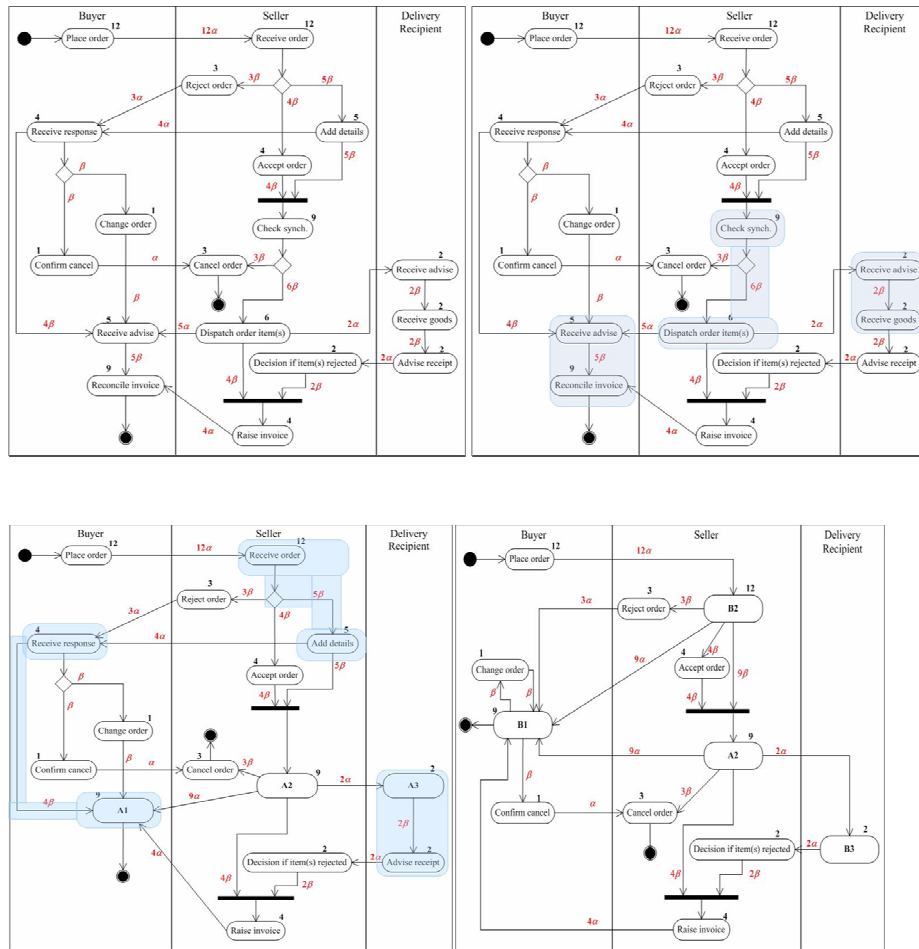 Buyer Seller Delivery Recipient
12 12
Place order 12α Receive order
3 3β 5β
Reject order
3α 4β
4 5
Receive response 4α Add details
β 4 5β
Accept order
β 4β
1 9
Change order Check synch.
1 3
Confirm cancel α Cancel order 3β 2
Receive advise
β 6β 2β
5 6 2
4β Receive advise 5α Dispatch order item(s) 2α Receive goods
5β 2 2β 2
9 Decision if item(s) rejected 2α Advise receipt
Reconcile invoice 4β 2β
4
4α Raise invoice
Buyer Seller Delivery Recipient
12 12
Place order 12α Receive order
3 3β 5β
Reject order
3α 4β
4 5
Receive response 4α Add details
β 4 5β
Accept order
β 4β
1 9
Change order Check synch.
1 3
Confirm cancel α Cancel order 3β 2
Receive advise
β 6β 2β
5 6 2
4β Receive advise 5α Dispatch order item(s) 2α Receive goods
5β 2 2β 2
9 Decision if item(s) rejected 2α Advise receipt
Reconcile invoice 4β 2β
4
4α Raise invoice
Buyer Seller Delivery Recipient
12 12
Place order 12α Receive order
3 3β 5β
Reject order
3α 4β
4 5
Receive response 4α Add details
β 4 5β
Accept order
β 4β
1
Change order
1 3 9
Confirm cancel β α Cancel order 3β A2 2α A3 2
9
4β A1 9α 2β
2 2
4α Decision if item(s) rejected 2α Advise receipt
4β 2β
4
Raise invoice
Buyer Seller Delivery Recipient
12
Place order 12α
3 12
3α Reject order 3β B2
4β
1 9α 4
Change order Accept order 9β
β β 4β
9 9
B1 9α A2 2α
β 3β
1 3
Confirm cancel α Cancel order
2 2
Decision if item(s) rejected 2α B3
4β 2β
4
4α Raise invoice